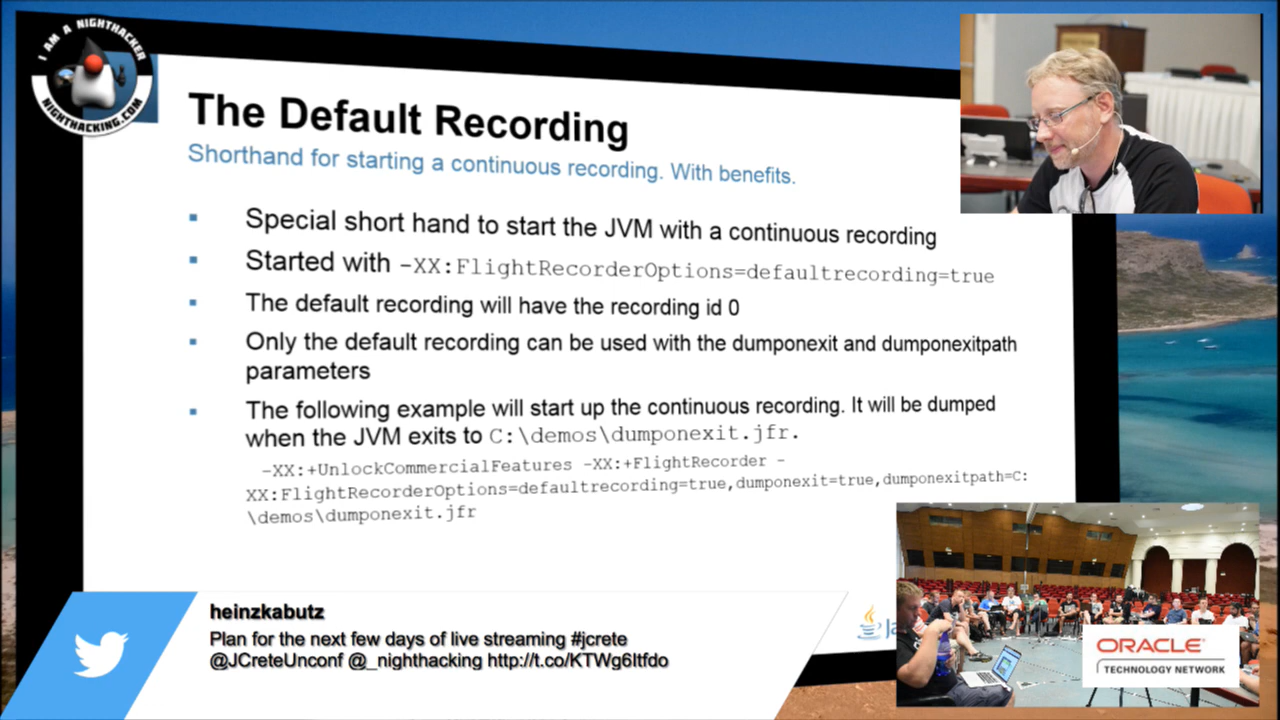 I AM A NIGHTHACKER
NIGHTHACKING.COM
The Default Recording
Shorthand for starting a continuous recording. With benefits.
Special short hand to start the JVM with a continuous recording
Started with -XX:FlightRecorderOptions=defaultrecording=true
The default recording will have the recording id 0
Only the default recording can be used with the dumponexit and dumponexitpath
parameters
The following example will start up the continuous recording. It will be dumped
when the JVM exits to C:\demos\dumponexit.jfr.
-XX:+UnlockCommercialFeatures -XX:+FlightRecorder -
XX:FlightRecorderOptions=defaultrecording=true,dumponexit=true,dumponexitpath=C:
\demos\dumponexit.jfr
heinzkabutz
Plan for the next few days of live streaming #jcrete
@JCreteUnconf @_nighthacking http://t.co/KTWg6ltfdo
ORACLE
TECHNOLOGY NETWORK